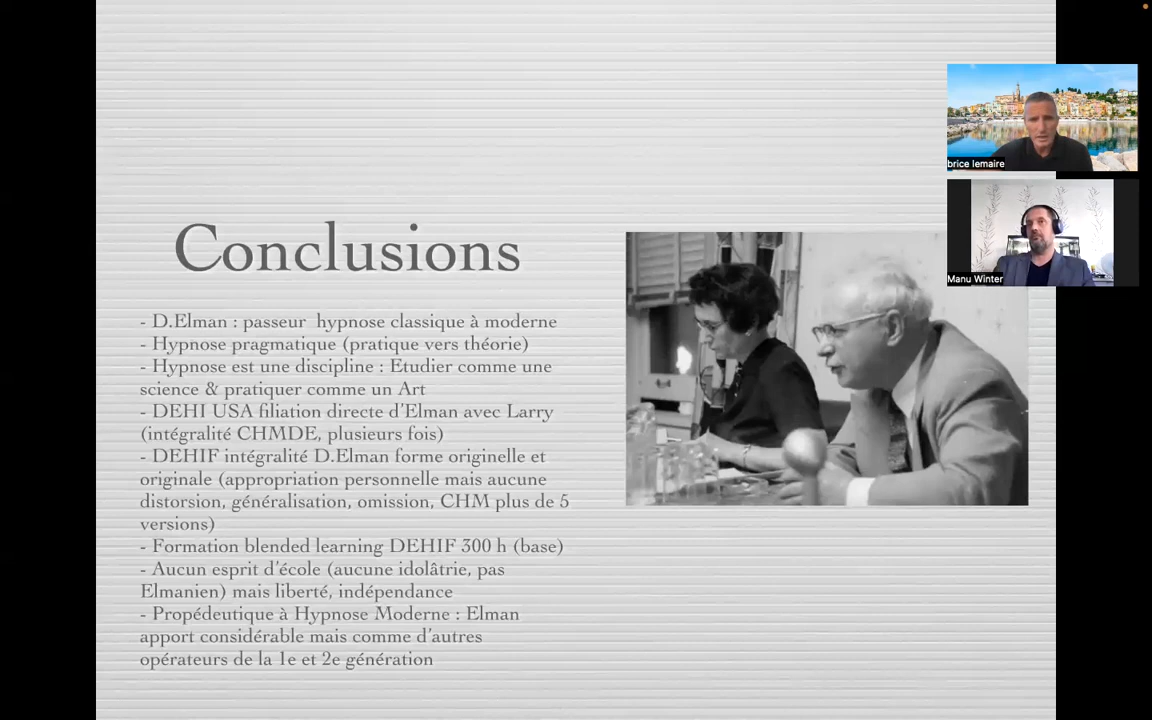 Conclusions
- D.Elman : passeur  hypnose classique à moderne
- Hypnose pragmatique (pratique vers théorie)
- Hypnose est une discipline : Etudier comme une
science & pratiquer comme un Art
- DEHI USA filiation directe d'Elman avec Larry
(intégralité CHMDE, plusieurs fois)
- DEHIF intégralité D.Elman forme originelle et
originale (appropriation personnelle mais aucune
distorsion, généralisation, omission, CHM plus de 5
versions)
- Formation blended learning DEHIF 300 h (base)
- Aucun esprit d'école (aucune idolâtrie, pas
Elmanien) mais liberté, indépendance
- Propédeutique à Hypnose Moderne : Elman
apport considérable mais comme d'autres
opérateurs de la 1e et 2e génération
brice lemaire
Manu Winter